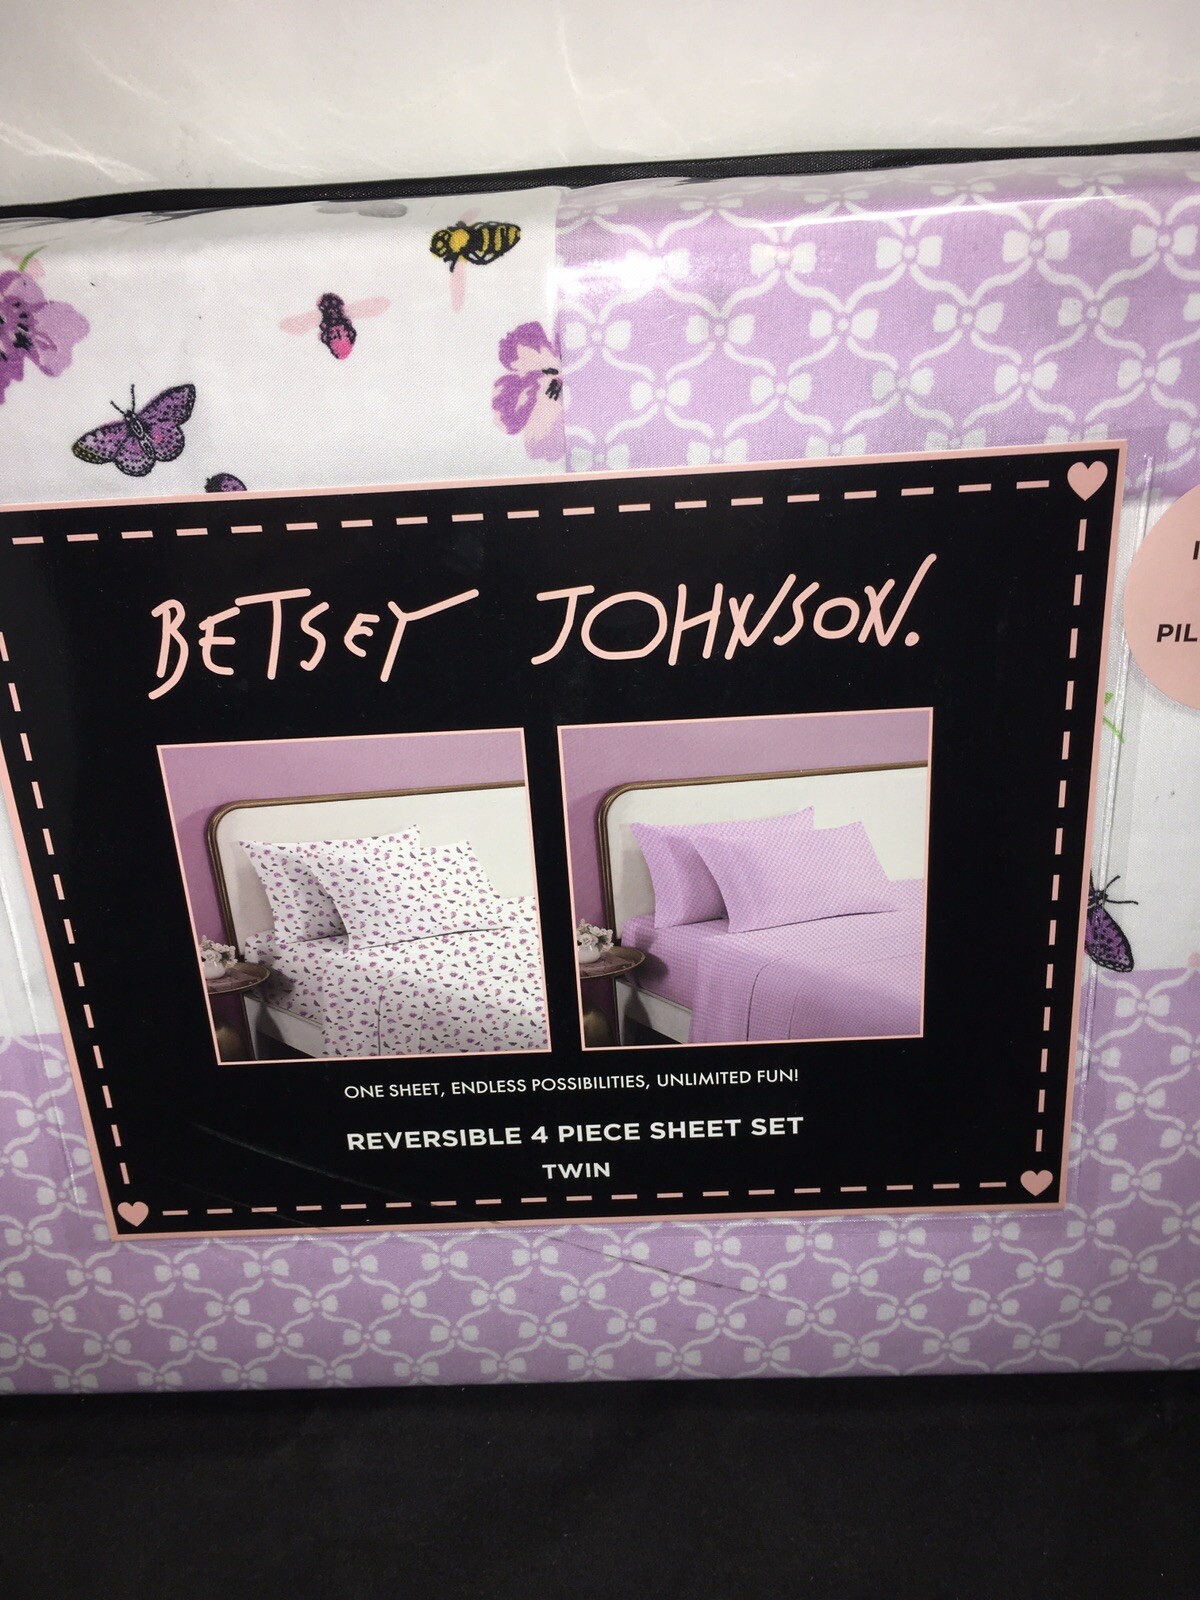 BETSEY JOHNSON.
ONE SHEET, ENDLESS POSSIBILITIES, UNLIMITED FUN!
REVERSIBLE 4 PIECE SHEET SET
TWIN